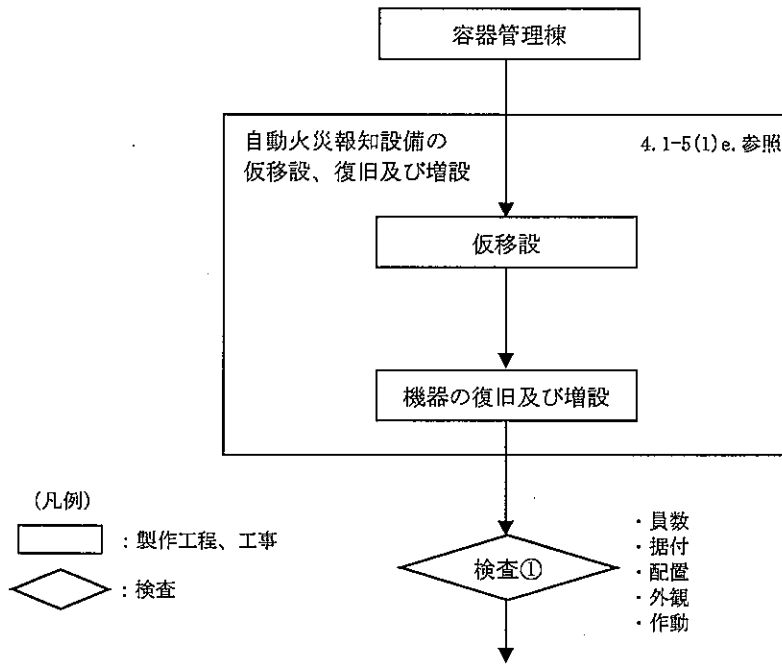 容器管理棟
自動火災報知設備の
仮移設、復旧及び増設
4.1-5(1)e.参照
仮移設
機器の復旧及び増設
(凡例)
：製作工程、工事
：検査
検査①
・員数
・据付
・配置
・外観
・作動